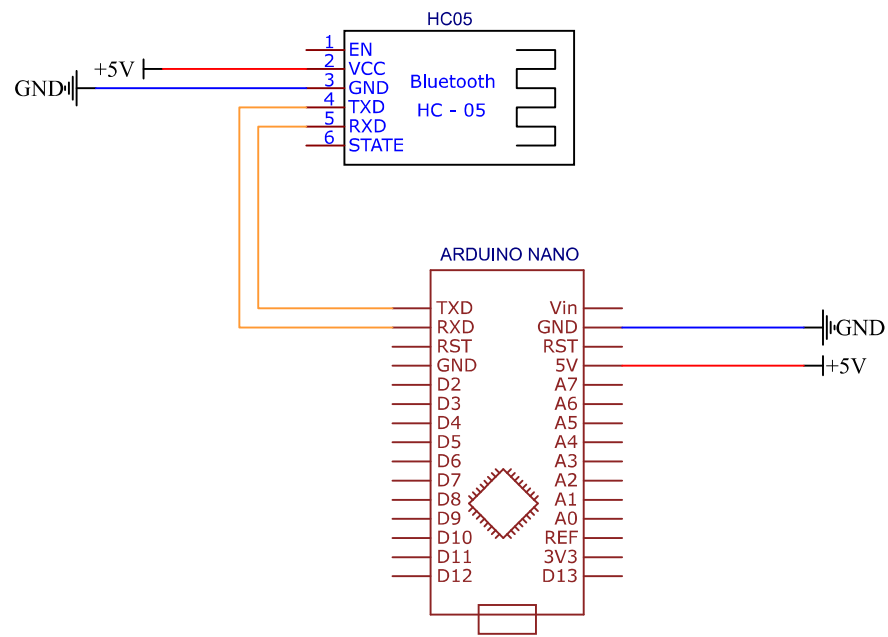 HC05
1 EN
+5V 2 VCC
GND 3 GND
4 TXD
5 RXD
6 STATE
Bluetooth
HC - 05
ARDUINO NANO
TXD Vin
RXD GND GND
RST RST
GND 5V +5V
D2 A7
D3 A6
D4 A5
D5 A4
D6 A3
D7 A2
D8 A1
D9 A0
D10 REF
D11 3V3
D12 D13